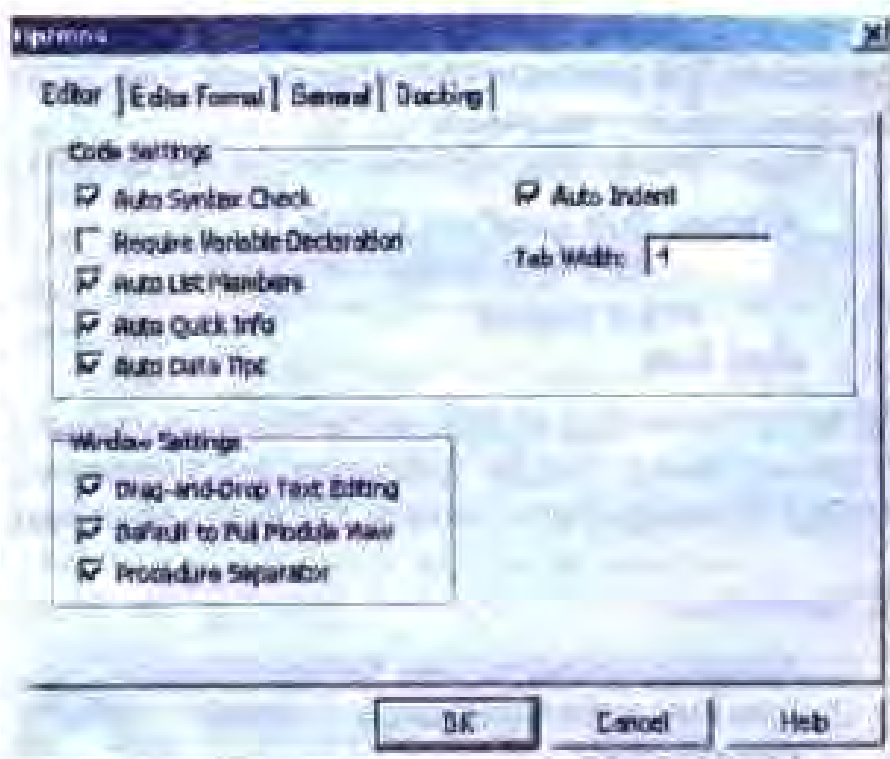 Options
Editor
Editor Format
General
Docking
Code Settings
Auto Syntax Check
Require Variable Declaration
Auto List Members
Auto Quick Info
Auto Data Tips
Auto Indent
Tab Width: 4
Window Settings
Drag-and-Drop Text Editing
Default to Full Module View
Procedure Separator
OK
Cancel
Help